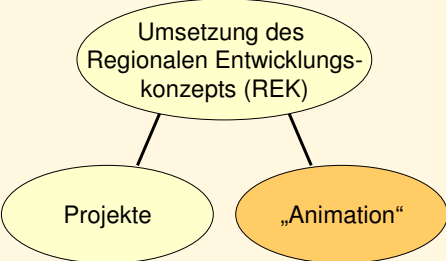 Umsetzung des
Regionalen Entwicklungs-
konzepts (REK)
Projekte
„Animation“